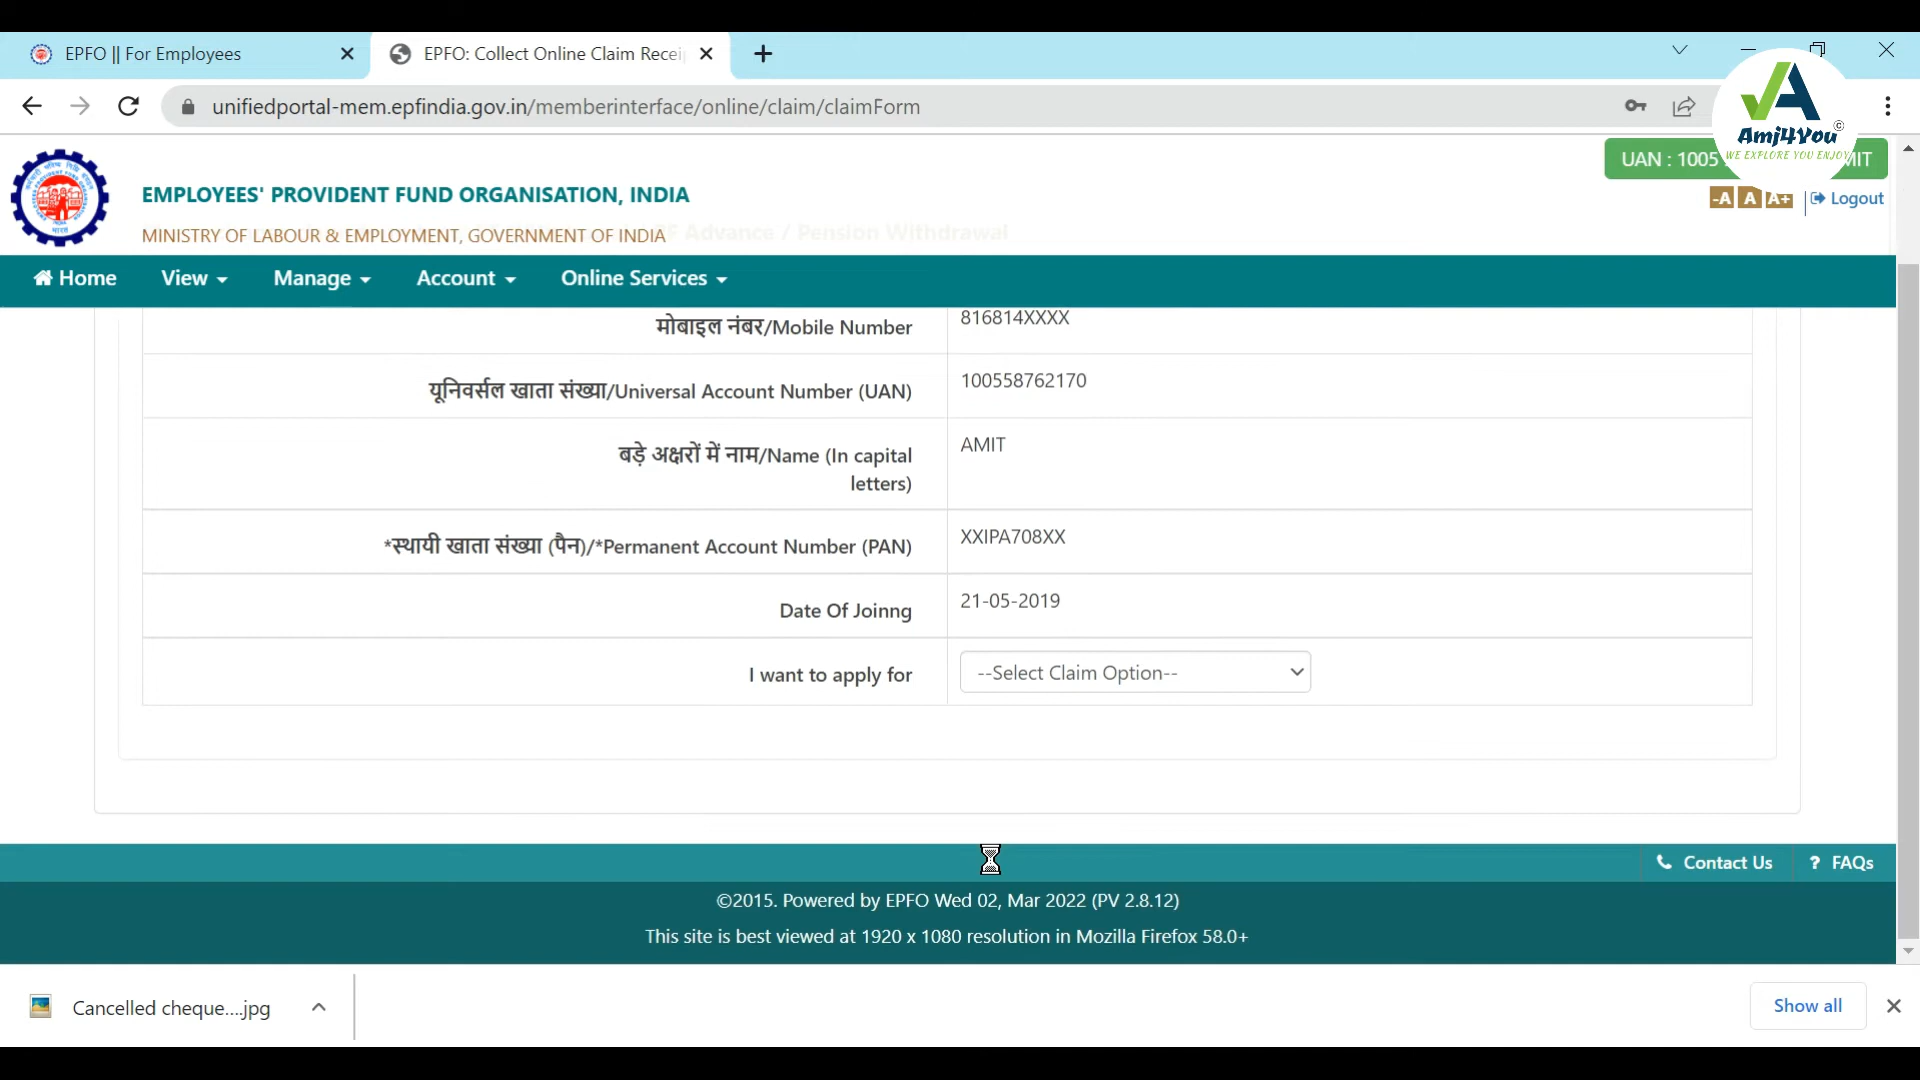 EPFO || For Employees
EPFO: Collect Online Claim Recei
unifiedportal-mem.epfindia.gov.in/memberinterface/online/claim/claimForm
Amj4You ©
WE EXPLORE YOU ENJOY
UAN : 1005
EMPLOYEES' PROVIDENT FUND ORGANISATION, INDIA
-A A A+ Logout
MINISTRY OF LABOUR & EMPLOYMENT, GOVERNMENT OF INDIA
Advance / Pension Withdrawal
Home View Manage Account Online Services
मोबाइल नंबर/Mobile Number 816814XXXX
यूनिवर्सल खाता संख्या/Universal Account Number (UAN) 100558762170
बड़े अक्षरों में नाम/Name (In capital AMIT
letters)
*स्थायी खाता संख्या (पैन)/*Permanent Account Number (PAN) XXIPA708XX
Date Of Joinng 21-05-2019
I want to apply for --Select Claim Option--
Contact Us ? FAQs
©2015. Powered by EPFO Wed 02, Mar 2022 (PV 2.8.12)
This site is best viewed at 1920 x 1080 resolution in Mozilla Firefox 58.0+
Cancelled cheque....jpg Show all